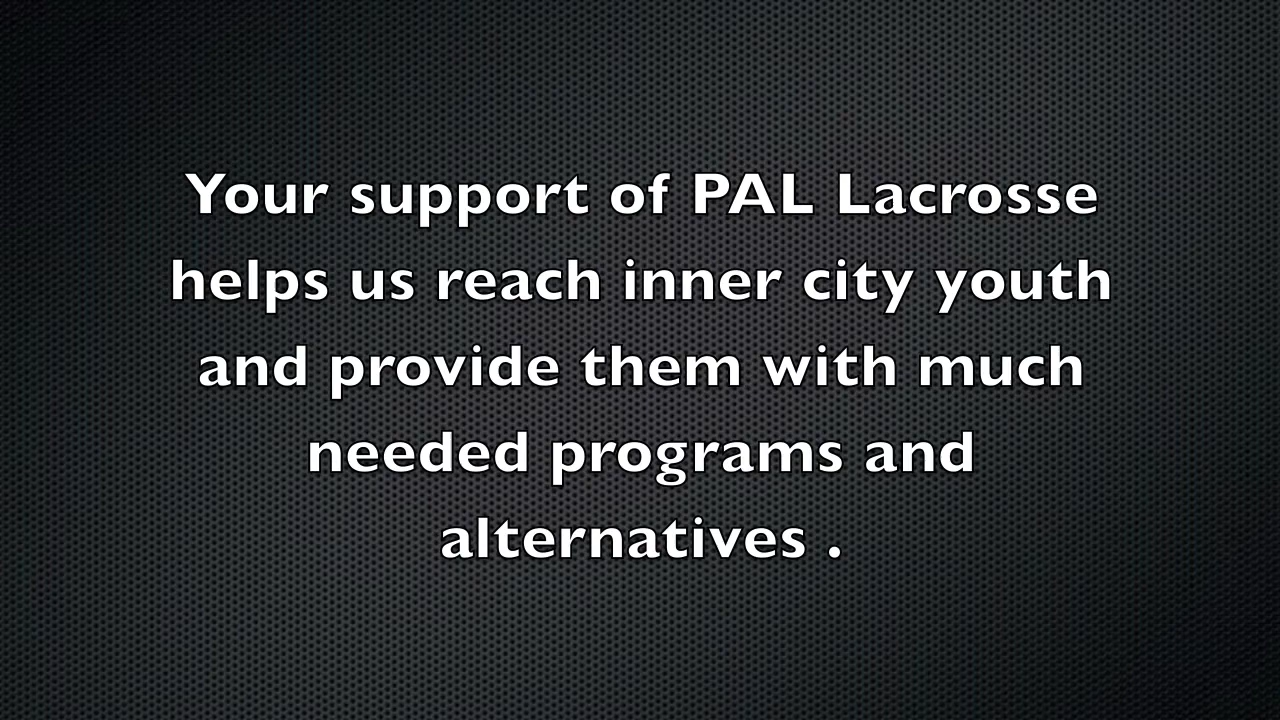 Your support of PAL Lacrosse
helps us reach inner city youth
and provide them with much
needed programs and
alternatives .